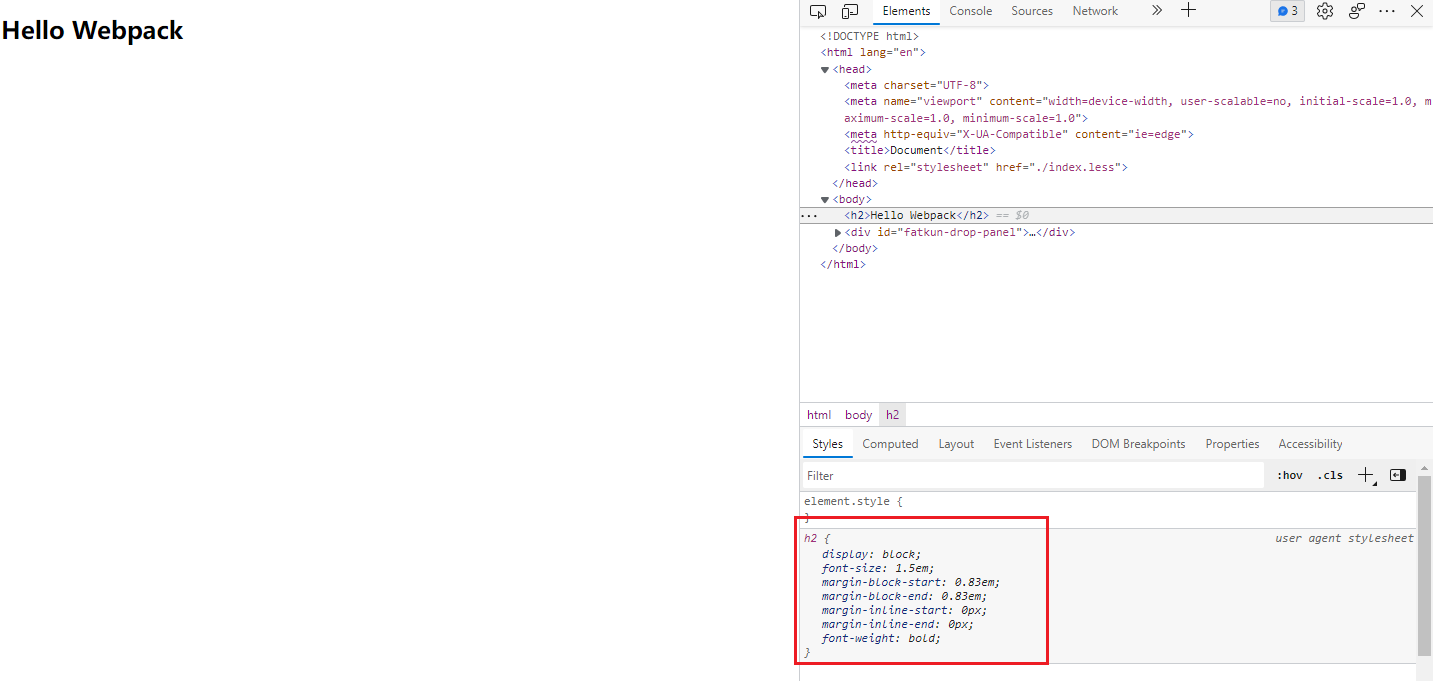 Hello Webpack
Elements Console Sources Network 3
<!DOCTYPE html>
<html lang="en">
<head>
<meta charset="UTF-8">
<meta name="viewport" content="width=device-width, user-scalable=no, initial-scale=1.0, m
aximum-scale=1.0, minimum-scale=1.0">
<meta http-equiv="X-UA-Compatible" content="ie=edge">
<title>Document</title>
<link rel="stylesheet" href="./index.less">
</head>
<body>
<h2>Hello Webpack</h2> == $0
<div id="fatkun-drop-panel">…</div>
</body>
</html>
html body h2
Styles Computed Layout Event Listeners DOM Breakpoints Properties Accessibility
Filter :hov .cls
element.style {
}
h2 { user agent stylesheet
display: block;
font-size: 1.5em;
margin-block-start: 0.83em;
margin-block-end: 0.83em;
margin-inline-start: 0px;
margin-inline-end: 0px;
font-weight: bold;
}